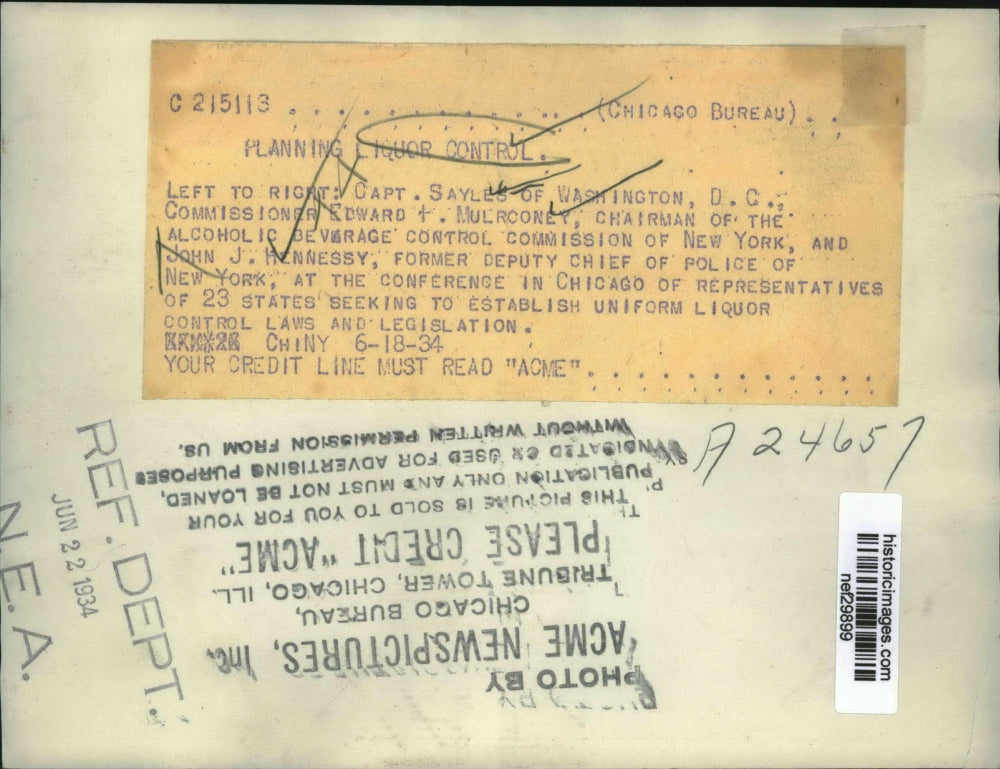 C 215113 . . . . . . . . . . . . . . . (CHICAGO BUREAU) . .
PLANNING LIQUOR CONTROL.
LEFT TO RIGHT: CAPT. SAYLES OF WASHINGTON, D.C.,
COMMISSIONER EDWARD . MULROONEY, CHAIRMAN OF THE
ALCOHOLIC BEVERAGE CONTROL COMMISSION OF NEW YORK, AND
JOHN J. HENNESSY, FORMER DEPUTY CHIEF OF POLICE OF
NEW YORK, AT THE CONFERENCE IN CHICAGO OF REPRESENTATIVES
OF 23 STATES SEEKING TO ESTABLISH UNIFORM LIQUOR
CONTROL LAWS AND LEGISLATION.
CHINY 6-18-34
YOUR CREDIT LINE MUST READ "ACME" . . . . . . . . . . . .
A 24657
PHOTO BY
ACME NEWSPICTURES, Inc.
CHICAGO BUREAU,
TRIBUNE TOWER, CHICAGO, ILL.
PLEASE CREDIT "ACME"
THIS PICTURE IS SOLD TO YOU FOR YOUR
PUBLICATION ONLY AND MUST NOT BE LOANED,
SYNDICATED OR USED FOR ADVERTISING PURPOSES
WITHOUT WRITTEN PERMISSION FROM US.
REF. DEPT.
JUN 22 1934
N.E.A.
historicimages.com
nef29899